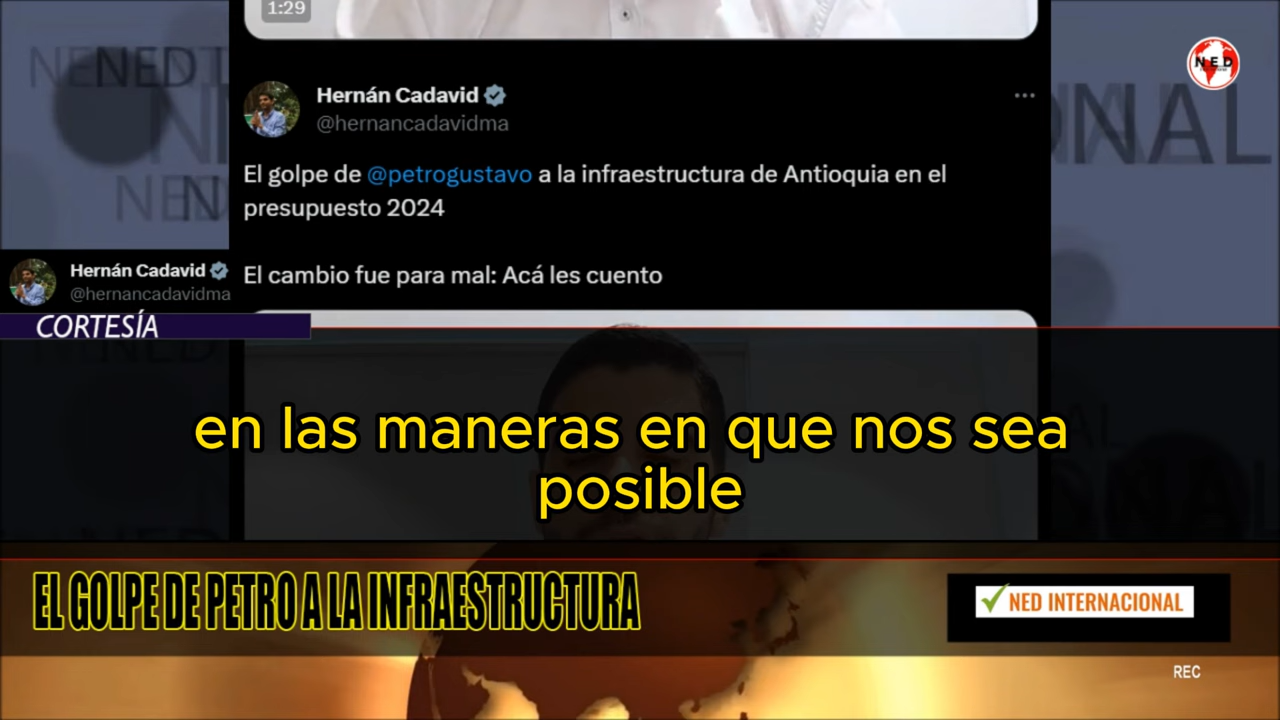 1:29
NED
Hernán Cadavid
@hernancadavidma
El golpe de @petrogustavo a la infraestructura de Antioquia en el
presupuesto 2024
El cambio fue para mal: Acá les cuento
Hernán Cadavid
@hernancadavidma
CORTESÍA
en las maneras en que nos sea
posible
EL GOLPE DE PETRO A LA INFRAESTRUCTURA
NED INTERNACIONAL
REC